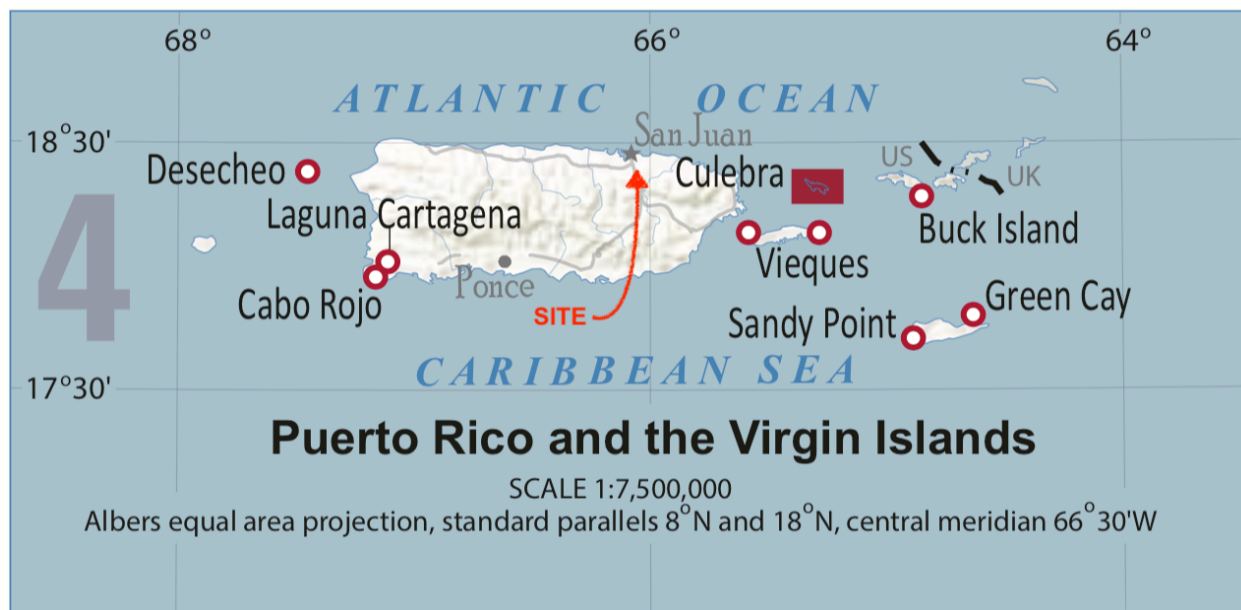 68° 66° 64°
ATLANTIC OCEAN
18°30'
San Juan
US
UK
Desecheo
Culebra
Laguna Cartagena
Buck Island
4
Vieques
Cabo Rojo
Ponce
SITE
Sandy Point
Green Cay
CARIBBEAN SEA
17°30'
Puerto Rico and the Virgin Islands
SCALE 1:7,500,000
Albers equal area projection, standard parallels 8°N and 18°N, central meridian 66°30'W